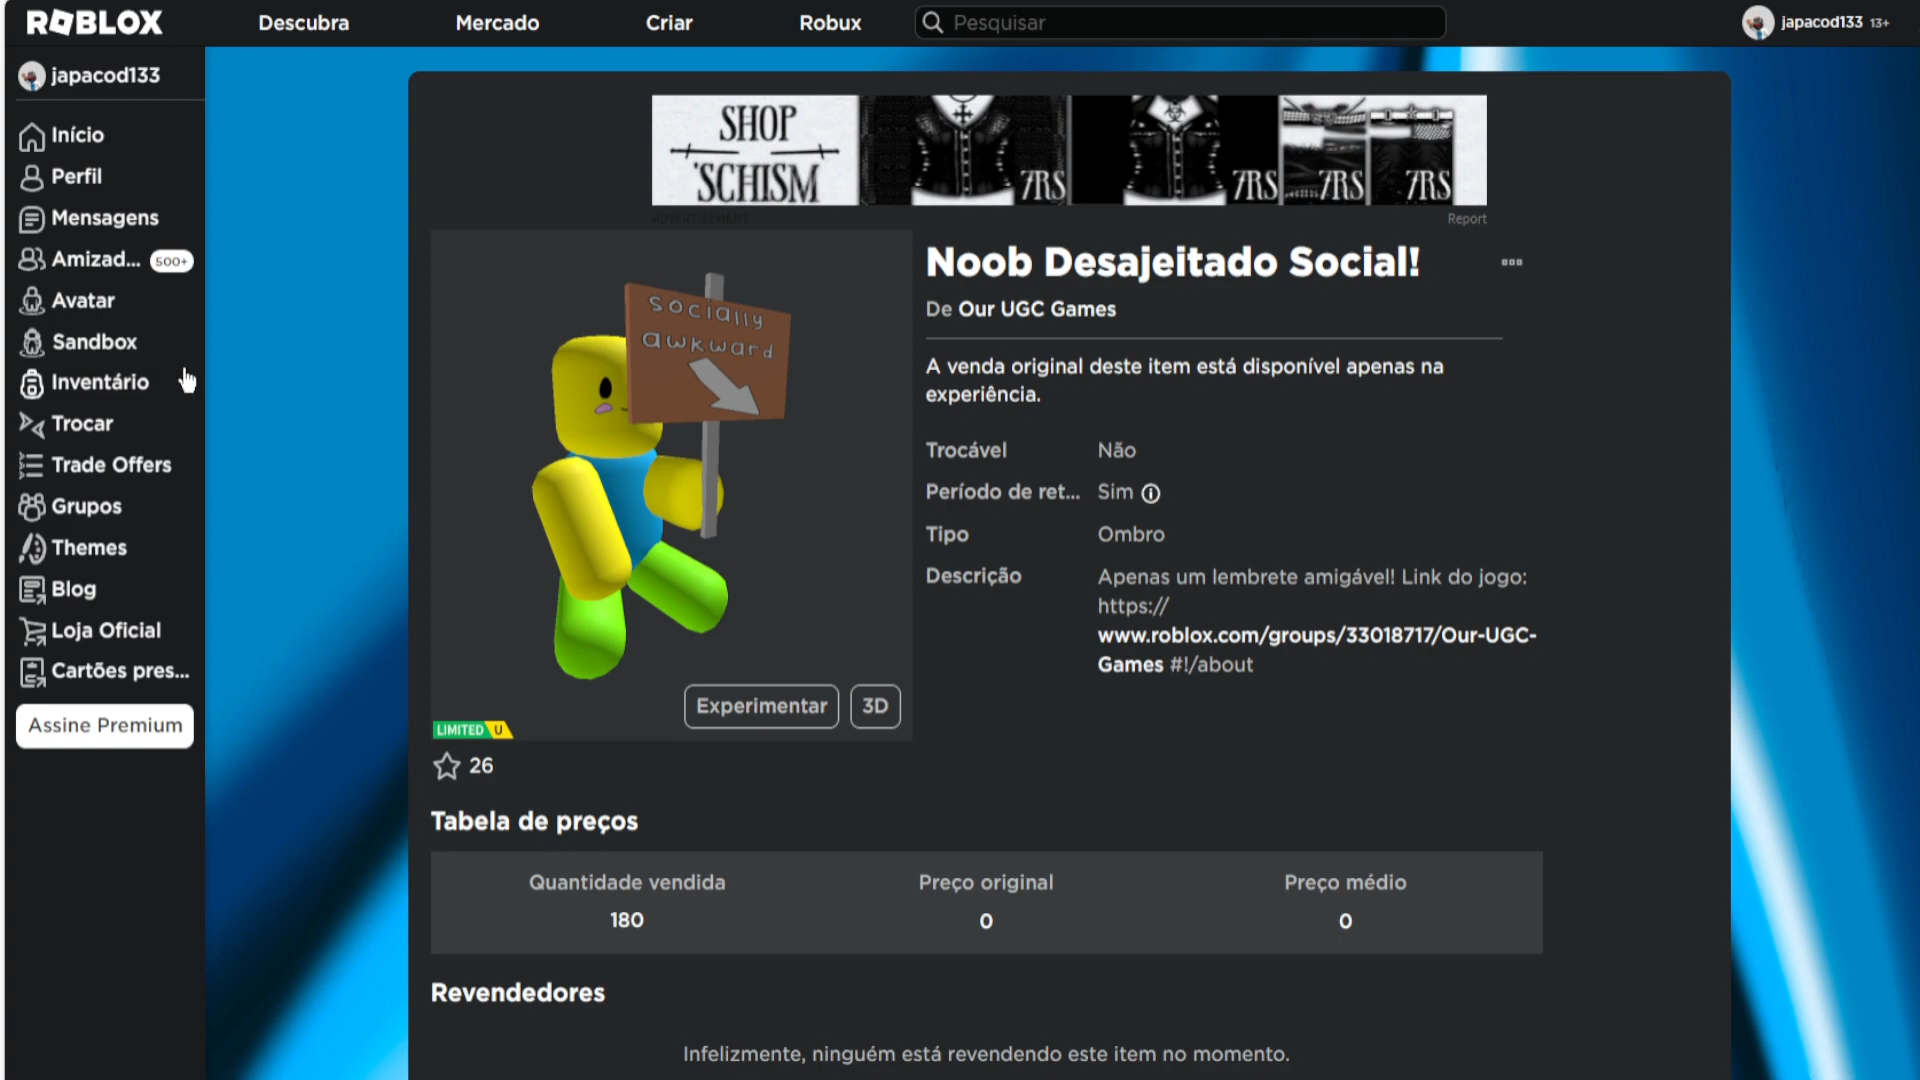 ROBLOX
Descubra
Mercado
Criar
Robux
Pesquisar
japacod133 13+
japacod133
Início
Perfil
Mensagens
Amizad... 500+
Avatar
Sandbox
Inventário
Trocar
Trade Offers
Grupos
Themes
Blog
Loja Oficial
Cartões pres...
Assine Premium
SHOP
'SCHISM
7RS
7RS
7RS
7RS
ADVERTISEMENT
Report
socially
awkward
Experimentar
3D
LIMITED U
26
Noob Desajeitado Social!
De Our UGC Games
A venda original deste item está disponível apenas na
experiência.
Trocável Não
Período de ret... Sim
Tipo Ombro
Descrição Apenas um lembrete amigável! Link do jogo:
https://
www.roblox.com/groups/33018717/Our-UGC-
Games #!/about
Tabela de preços
Quantidade vendida
180
Preço original
0
Preço médio
0
Revendedores
Infelizmente, ninguém está revendendo este item no momento.